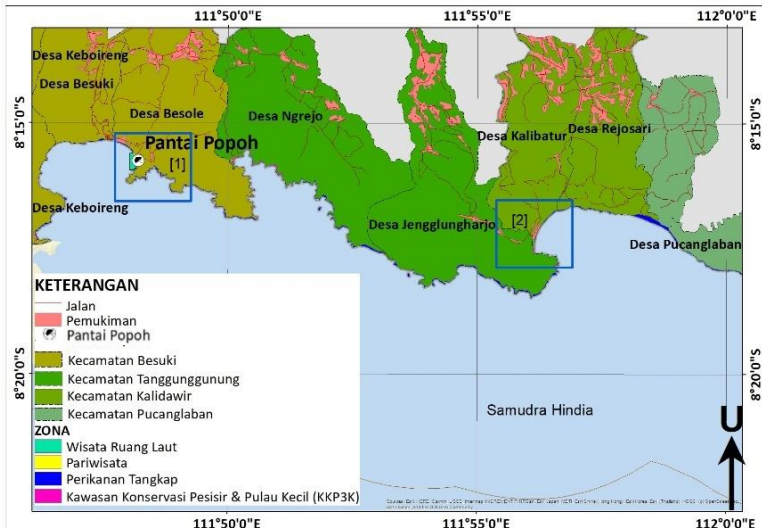 111°50'0"E
111°55'0"E
112°0'0"E
Desa Keboireng
Desa Besuki
Desa Besole
Desa Ngrejo
8°15'0"S
8°15'0"S
Desa Kalibatur
Desa Rejosari
Pantai Popoh
[1]
Desa Keboireng
Desa Jengglungharjo
[2]
Desa Pucanglaban
KETERANGAN
Jalan
Pemukiman
Pantai Popoh
Kecamatan Besuki
Kecamatan Tanggunggunung
Kecamatan Kalidawir
Kecamatan Pucanglaban
ZONA
Wisata Ruang Laut
Pariwisata
Perikanan Tangkap
Kawasan Konservasi Pesisir & Pulau Kecil (KKP3K)
8°20'0"S
8°20'0"S
Samudra Hindia
U
111°50'0"E
111°55'0"E
112°0'0"E